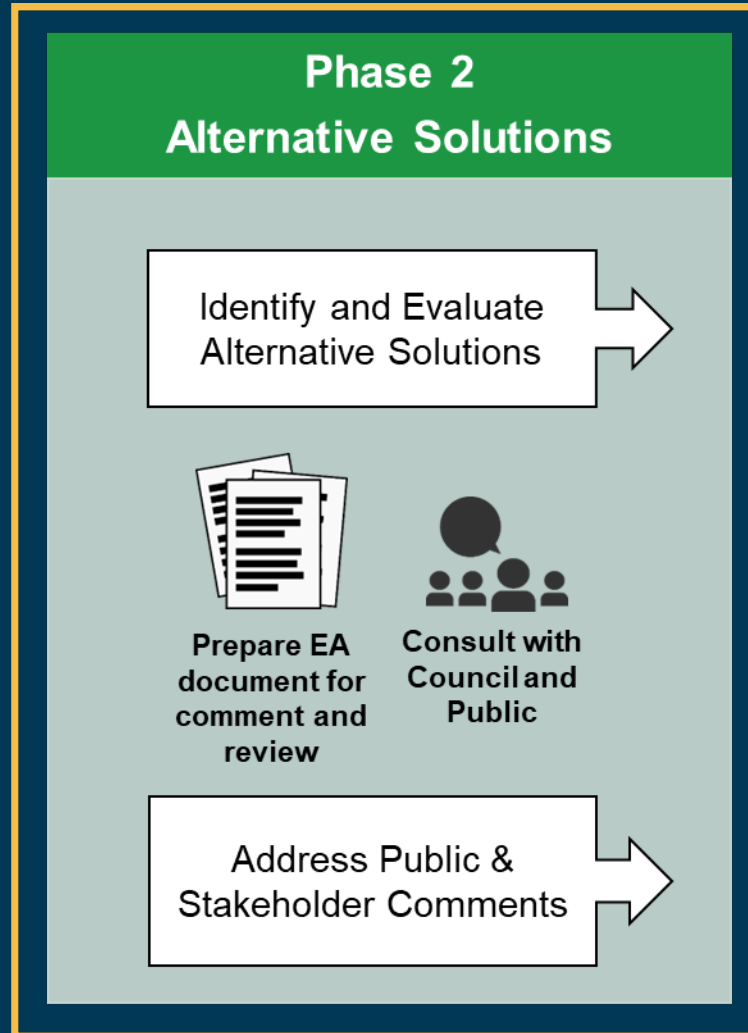 Phase 2
Alternative Solutions
Identify and Evaluate
Alternative Solutions
Prepare EA
document for
comment and
review
Consult with
Council and
Public
Address Public &
Stakeholder Comments